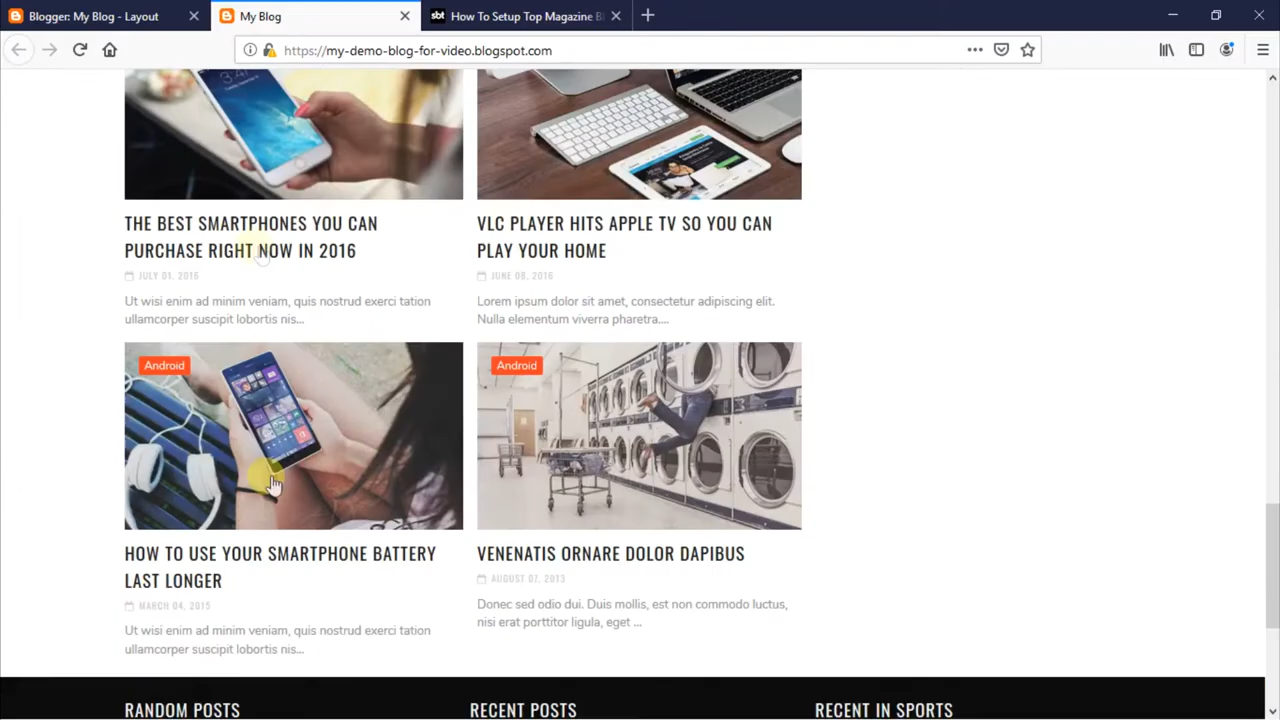 Blogger: My Blog - Layout
My Blog
sbt How To Setup Top Magazine Bl
https://my-demo-blog-for-video.blogspot.com
THE BEST SMARTPHONES YOU CAN
PURCHASE RIGHT NOW IN 2016
JULY 01, 2016
Ut wisi enim ad minim veniam, quis nostrud exerci tation
ullamcorper suscipit lobortis nis...
VLC PLAYER HITS APPLE TV SO YOU CAN
PLAY YOUR HOME
JUNE 08, 2016
Lorem ipsum dolor sit amet, consectetur adipiscing elit.
Nulla elementum viverra pharetra....
Android
HOW TO USE YOUR SMARTPHONE BATTERY
LAST LONGER
MARCH 04, 2015
Ut wisi enim ad minim veniam, quis nostrud exerci tation
ullamcorper suscipit lobortis nis...
Android
VENENATIS ORNARE DOLOR DAPIBUS
AUGUST 07, 2013
Donec sed odio dui. Duis mollis, est non commodo luctus,
nisi erat porttitor ligula, eget ...
RANDOM POSTS
RECENT POSTS
RECENT IN SPORTS